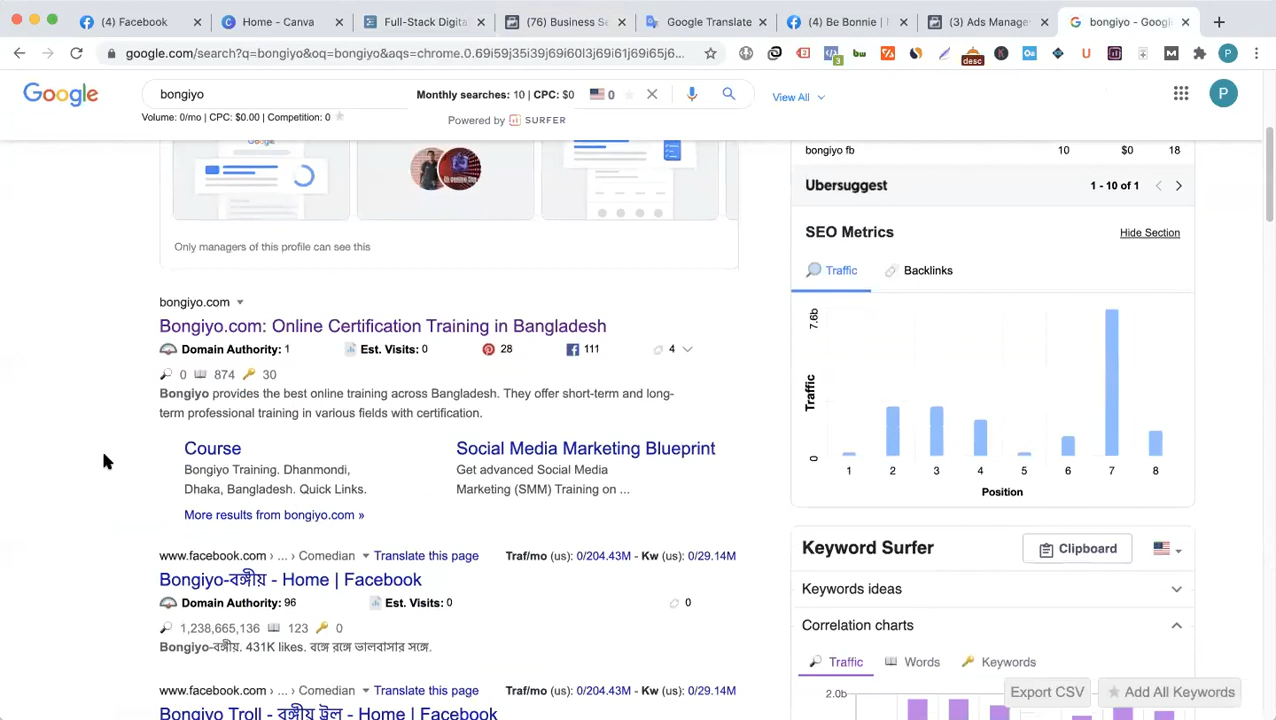 (4) Facebook
Home - Canva
Full-Stack Digita
(76) Business Se
Google Translate
(4) Be Bonnie |
(3) Ads Manage
bongiyo - Googl
google.com/search?q=bongiyo&oq=bongiyo&aqs=chrome.0.69i59j35i39j69i60l3j69i61j69i65j6...
Google
bongiyo
Monthly searches: 10 | CPC: $0
0
View All
P
Volume: 0/mo | CPC: $0.00 | Competition: 0
Powered by SURFER
Only managers of this profile can see this
bongiyo.com
Bongiyo.com: Online Certification Training in Bangladesh
Domain Authority: 1
Est. Visits: 0
28
111
4
0 874 30
Bongiyo provides the best online training across Bangladesh. They offer short-term and long-
term professional training in various fields with certification.
Course
Bongiyo Training. Dhanmondi,
Dhaka, Bangladesh. Quick Links.
Social Media Marketing Blueprint
Get advanced Social Media
Marketing (SMM) Training on ...
More results from bongiyo.com »
www.facebook.com › ... › Comedian
Translate this page
Traf/mo (us): 0/204.43M - Kw (us): 0/29.14M
Bongiyo-বঙ্গীয় - Home | Facebook
Domain Authority: 96
Est. Visits: 0
0
1,238,665,136 123 0
Bongiyo-বঙ্গীয়. 431K likes. বঙ্গে রঙ্গে ভালবাসার সঙ্গে.
www.facebook.com › ... › Comedian
Translate this page
Traf/mo (us): 0/204.43M - Kw (us): 0/29.14M
Bongiyo Troll - বঙ্গীয় ট্রল - Home | Facebook
bongiyo fb 10 $0 18
Ubersuggest
1 - 10 of 1
SEO Metrics
Hide Section
Traffic
Backlinks
7.6b
Traffic
0
1 2 3 4 5 6 7 8
Position
Keyword Surfer
Clipboard
Keywords ideas
Correlation charts
Traffic
Words
Keywords
2.0b
Export CSV
Add All Keywords